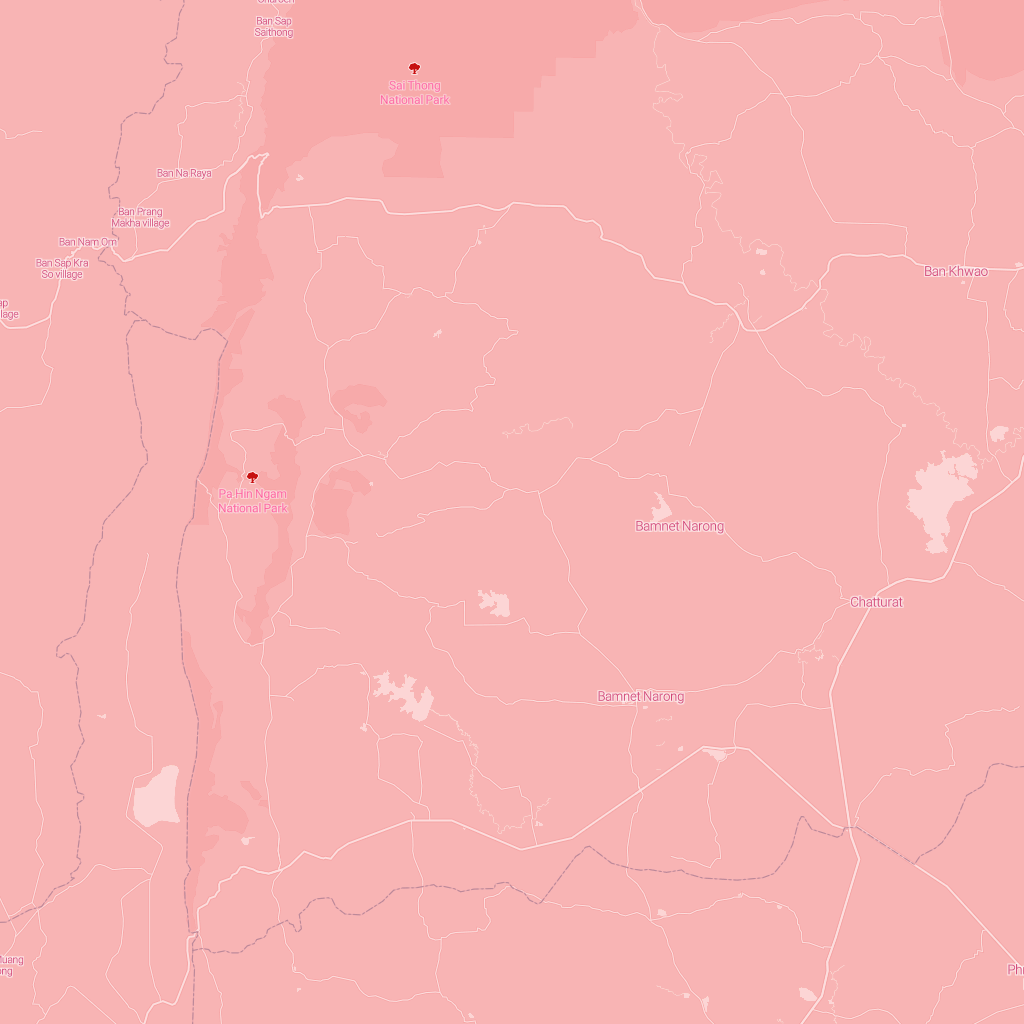 Ban Sap
Saithong
Sai Thong
National Park
Ban Na Raya
Ban Prang
Makha village
Ban Nam Om
Ban Sap Kra
So village
Ban Khwao
Pa Hin Ngam
National Park
Bamnet Narong
Chatturat
Bamnet Narong